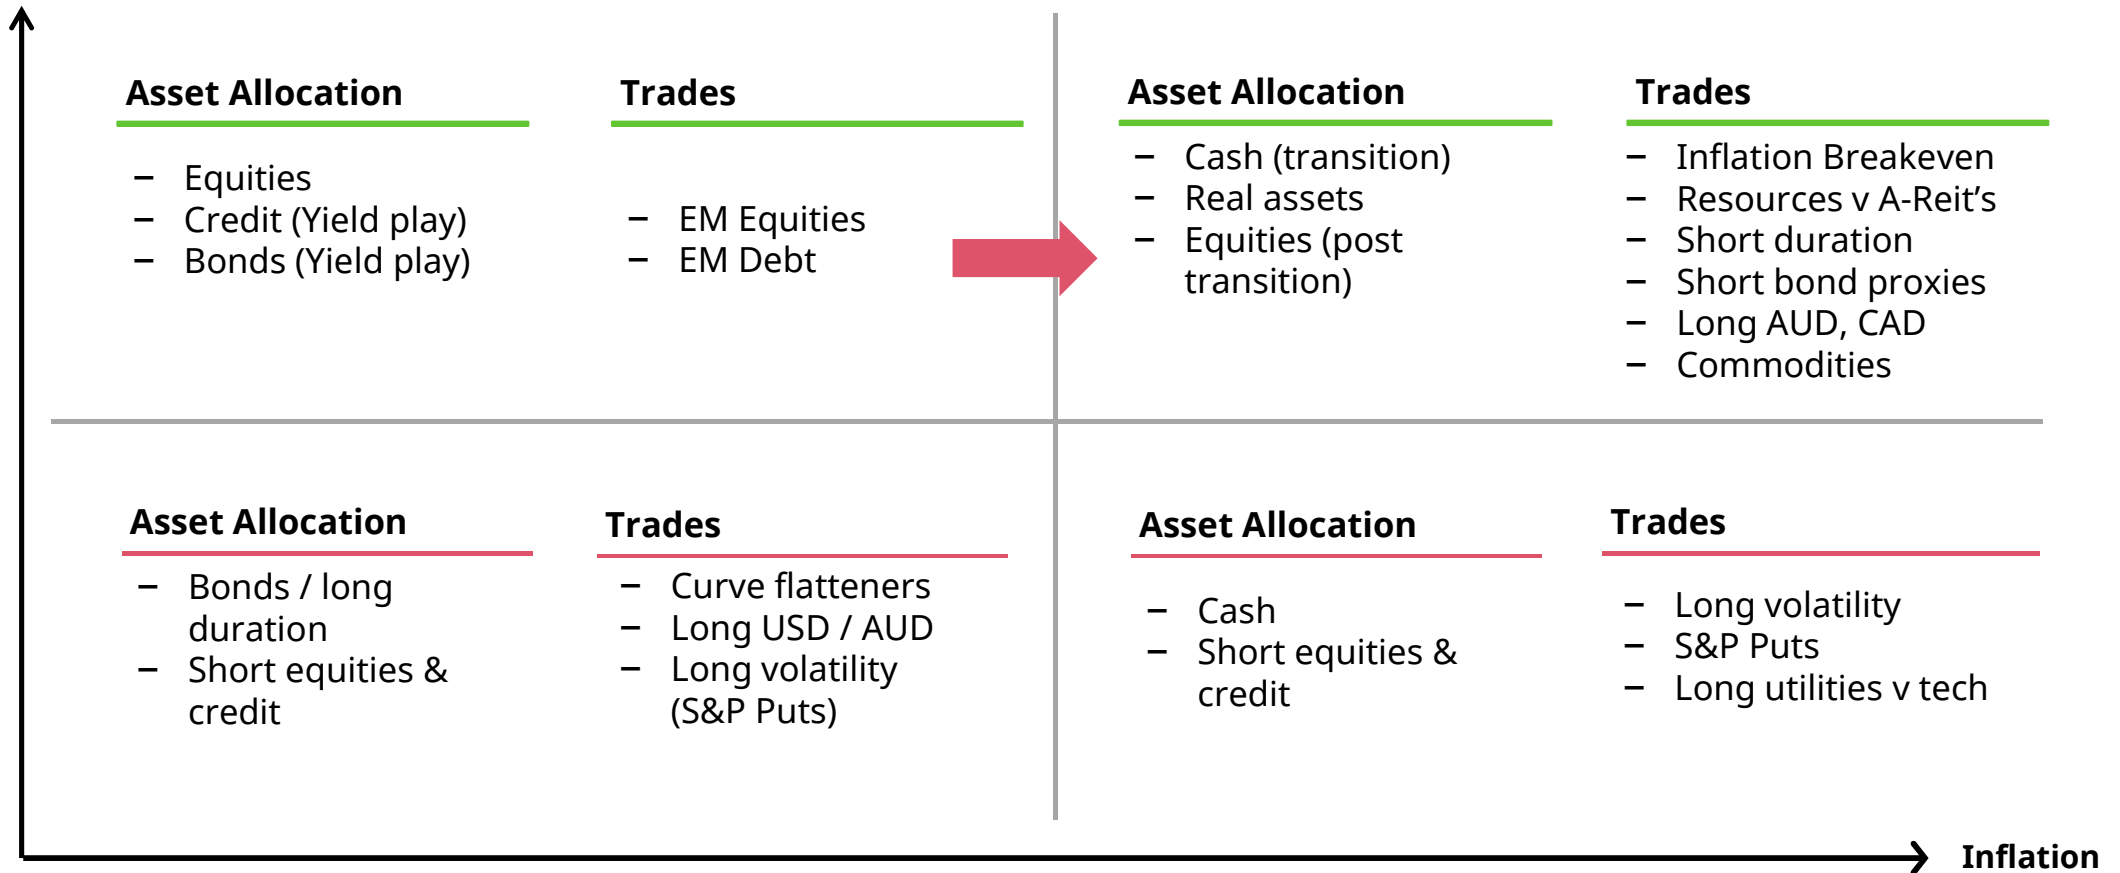 Asset Allocation
– Equities
– Credit (Yield play)
– Bonds (Yield play)
Trades
– EM Equities
– EM Debt
Asset Allocation
– Cash (transition)
– Real assets
– Equities (post
transition)
Trades
– Inflation Breakeven
– Resources v A-Reit’s
– Short duration
– Short bond proxies
– Long AUD, CAD
– Commodities
Asset Allocation
– Bonds / long
duration
– Short equities &
credit
Trades
– Curve flatteners
– Long USD / AUD
– Long volatility
(S&P Puts)
Asset Allocation
– Cash
– Short equities &
credit
Trades
– Long volatility
– S&P Puts
– Long utilities v tech
Inflation